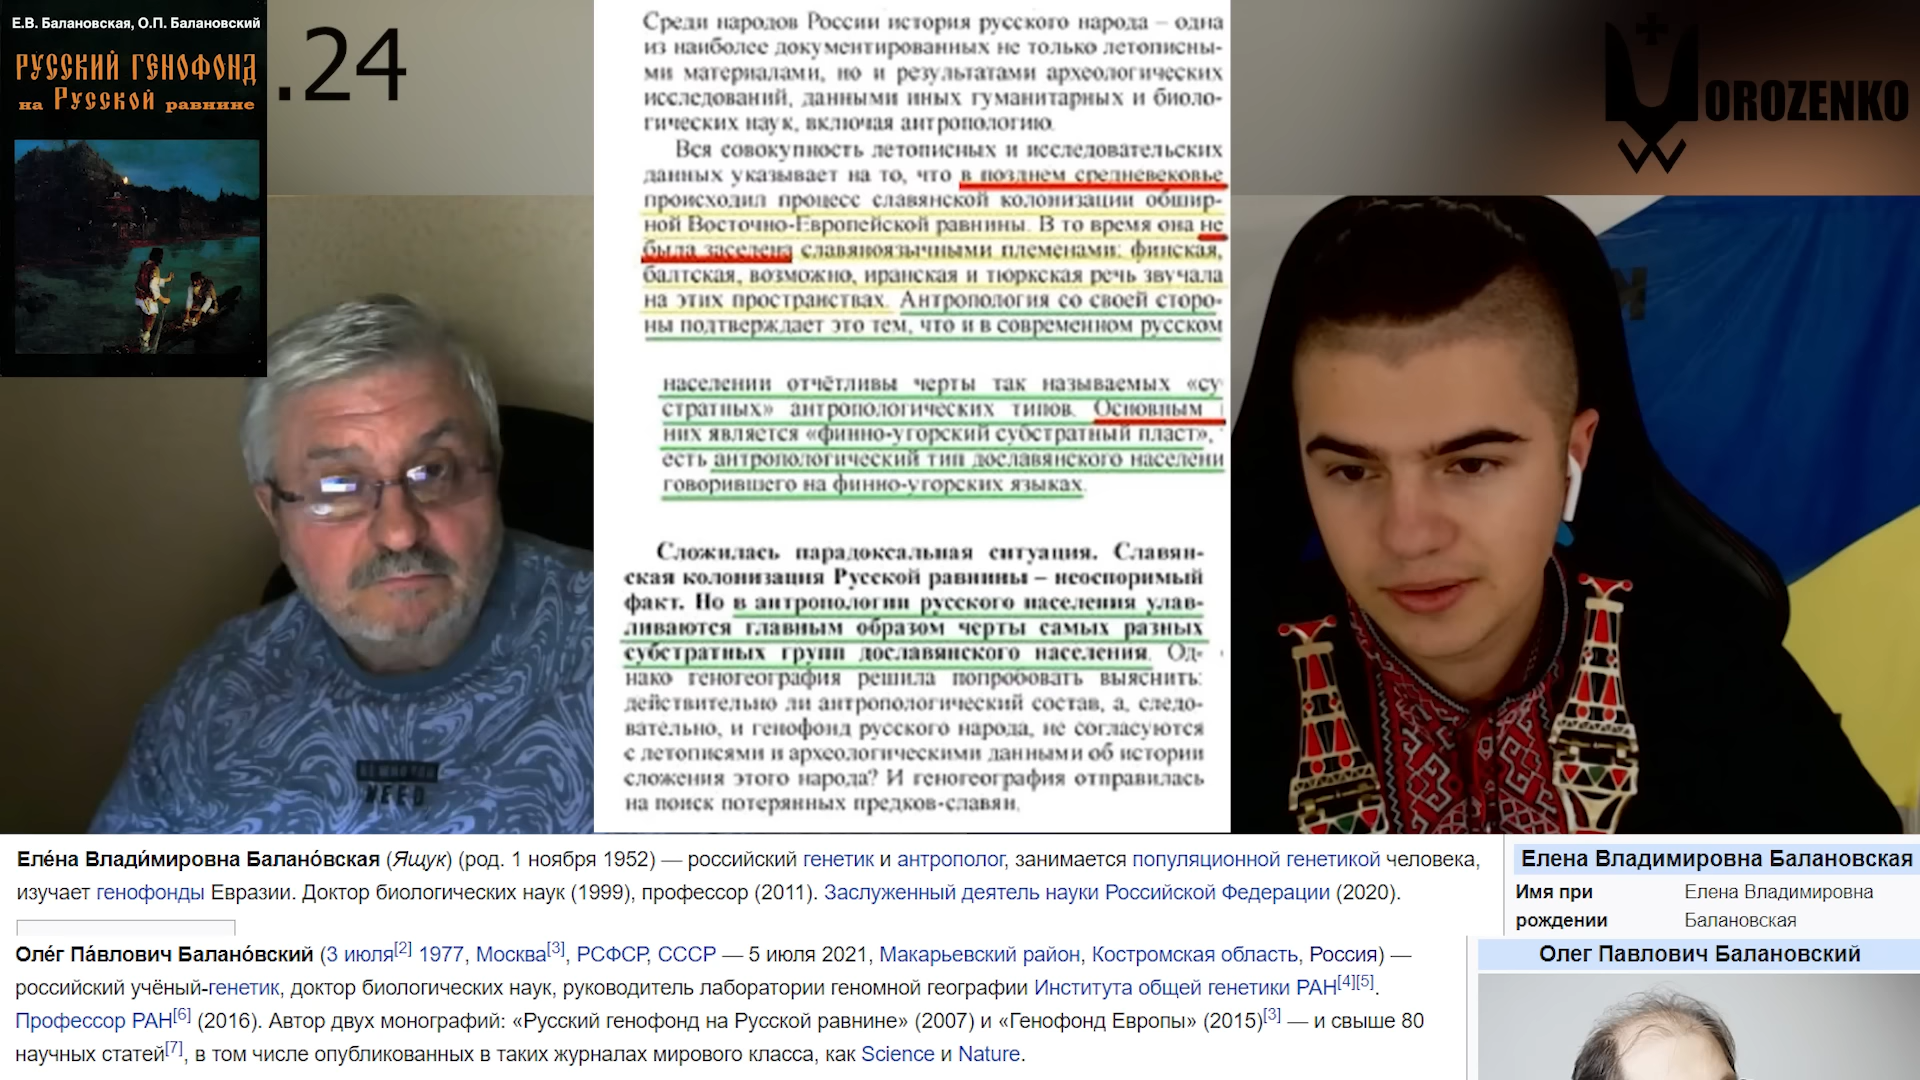 Е.В. Балановская, О.П. Балановский
РУССКИЙ ГЕНОФОНД
на Русской равнине
.24
Среди народов России история русского народа – одна
из наиболее документированных не только летописны-
ми материалами, но и результатами археологических
исследований, данными иных гуманитарных и биоло-
гических наук, включая антропологию.
Вся совокупность летописных и исследовательских
данных указывает на то, что в позднем средневековье
происходил процесс славянской колонизации обшир-
ной Восточно-Европейской равнины. В то время она не
была заселена славяноязычными племенами: финская,
балтская, возможно, иранская и тюркская речь звучала
на этих пространствах. Антропология со своей сторо-
ны подтверждает это тем, что и в современном русском
населении отчётливы черты так называемых «су
стратных» антропологических типов. Основным
них является «финно-угорский субстратный пласт»,
есть антропологический тип дославянского населени
говорившего на финно-угорских языках.
Сложилась парадоксальная ситуация. Славян-
ская колонизация Русской равнины – неоспоримый
факт. Но в антропологии русского населения улав-
ливаются главным образом черты самых разных
субстратных групп дославянского населения. Од-
нако геногеография решила попробовать выяснить:
действительно ли антропологический состав, а, следо-
вательно, и генофонд русского народа, не согласуются
с летописями и археологическими данными об истории
сложения этого народа? И геногеография отправилась
на поиск потерянных предков-славян.
OROZENKO
NEED
Еле́на Влади́мировна Балано́вская (Ящук) (род. 1 ноября 1952) — российский генетик и антрополог, занимается популяционной генетикой человека,
изучает генофонды Евразии. Доктор биологических наук (1999), профессор (2011). Заслуженный деятель науки Российской Федерации (2020).
Елена Владимировна Балановская
Имя при Елена Владимировна
рождении Балановская
Оле́г Па́влович Балано́вский (3 июля[2] 1977, Москва[3], РСФСР, СССР — 5 июля 2021, Макарьевский район, Костромская область, Россия) —
российский учёный-генетик, доктор биологических наук, руководитель лаборатории геномной географии Института общей генетики РАН[4][5].
Профессор РАН[6] (2016). Автор двух монографий: «Русский генофонд на Русской равнине» (2007) и «Генофонд Европы» (2015)[3] — и свыше 80
научных статей[7], в том числе опубликованных в таких журналах мирового класса, как Science и Nature.
Олег Павлович Балановский